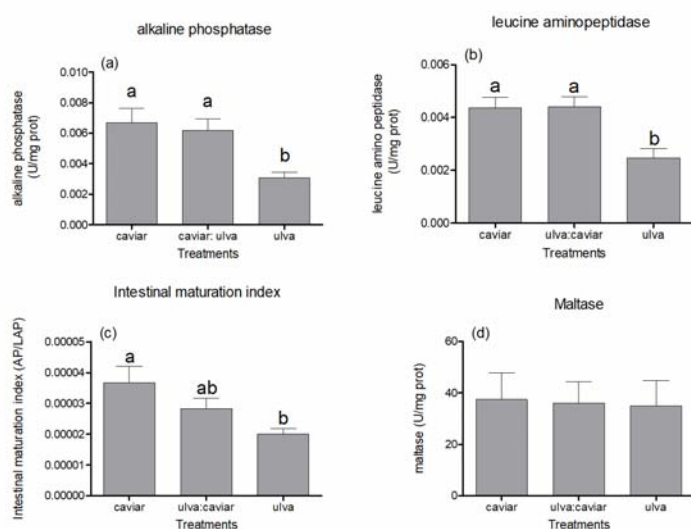 alkaline phosphatase
(a)
alkaline phosphatase
(U/mg prot)
0.010
0.008
0.006
0.004
0.002
0.000
a
a
b
caviar
caviar: ulva
ulva
Treatments
leucine aminopeptidase
(b)
leucine amino peptidase
(U/mg prot)
0.006
0.004
0.002
0.000
a
a
b
caviar
ulva:caviar
ulva
Treatments
Intestinal maturation index
(c)
Intestinal maturation index (AP/LAP)
0.00005
0.00004
0.00003
0.00002
0.00001
0.00000
a
ab
b
caviar
ulva:caviar
ulva
Treatments
Maltase
(d)
maltase (U/mg prot)
60
40
20
0
caviar
ulva:caviar
ulva
Treatments